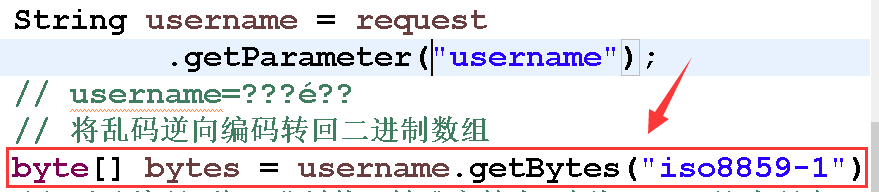 String username = request
.getParameter("username");
// username=???é??
// 将乱码逆向编码转回二进制数组
byte[] bytes = username.getBytes("iso8859-1")